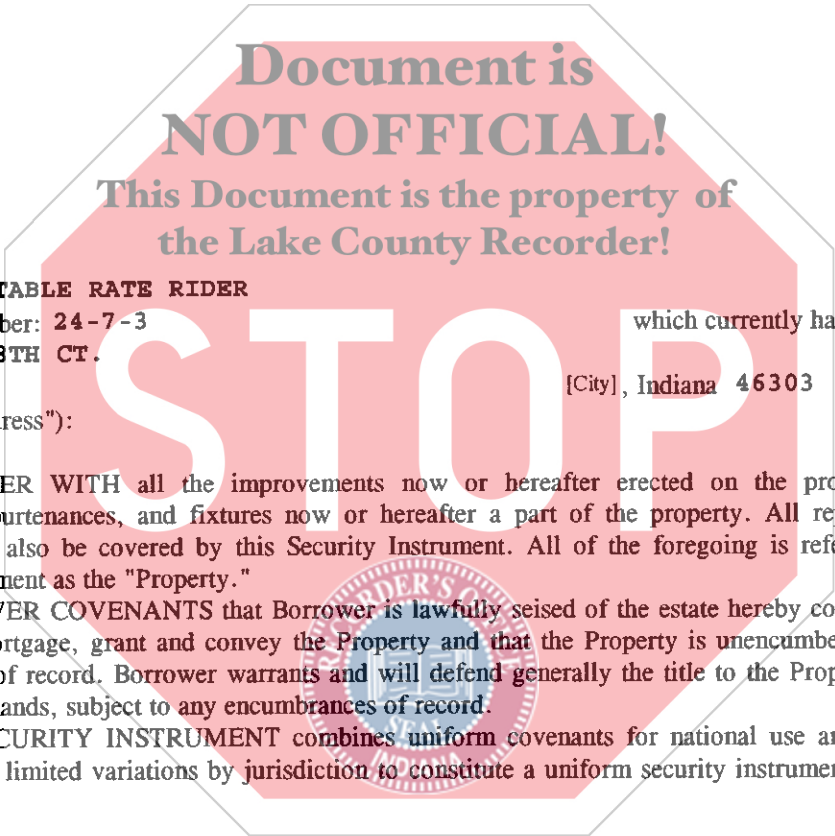 Document is
NOT OFFICIAL!
This Document is the property of
the Lake County Recorder!
TABLE RATE RIDER
ber: 24-7-3 which currently ha
8TH CT.
[City], Indiana 46303
ress"):
STOP
ER WITH all the improvements now or hereafter erected on the pro
urtenances, and fixtures now or hereafter a part of the property. All re
also be covered by this Security Instrument. All of the foregoing is refe
ment as the "Property."
VER COVENANTS that Borrower is lawfully seised of the estate hereby co
ortgage, grant and convey the Property and that the Property is unencumbe
of record. Borrower warrants and will defend generally the title to the Prop
ands, subject to any encumbrances of record.
CURITY INSTRUMENT combines uniform covenants for national use an
limited variations by jurisdiction to constitute a uniform security instrumen
RECORDER'S OFFICE
SEAL
INDIANA